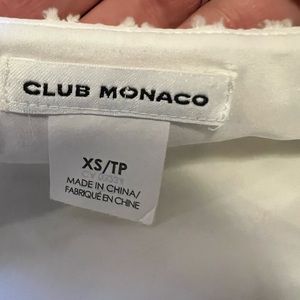 CLUB MONACO
XS/TP
MADE IN CHINA/
FABRIQUÉ EN CHINE